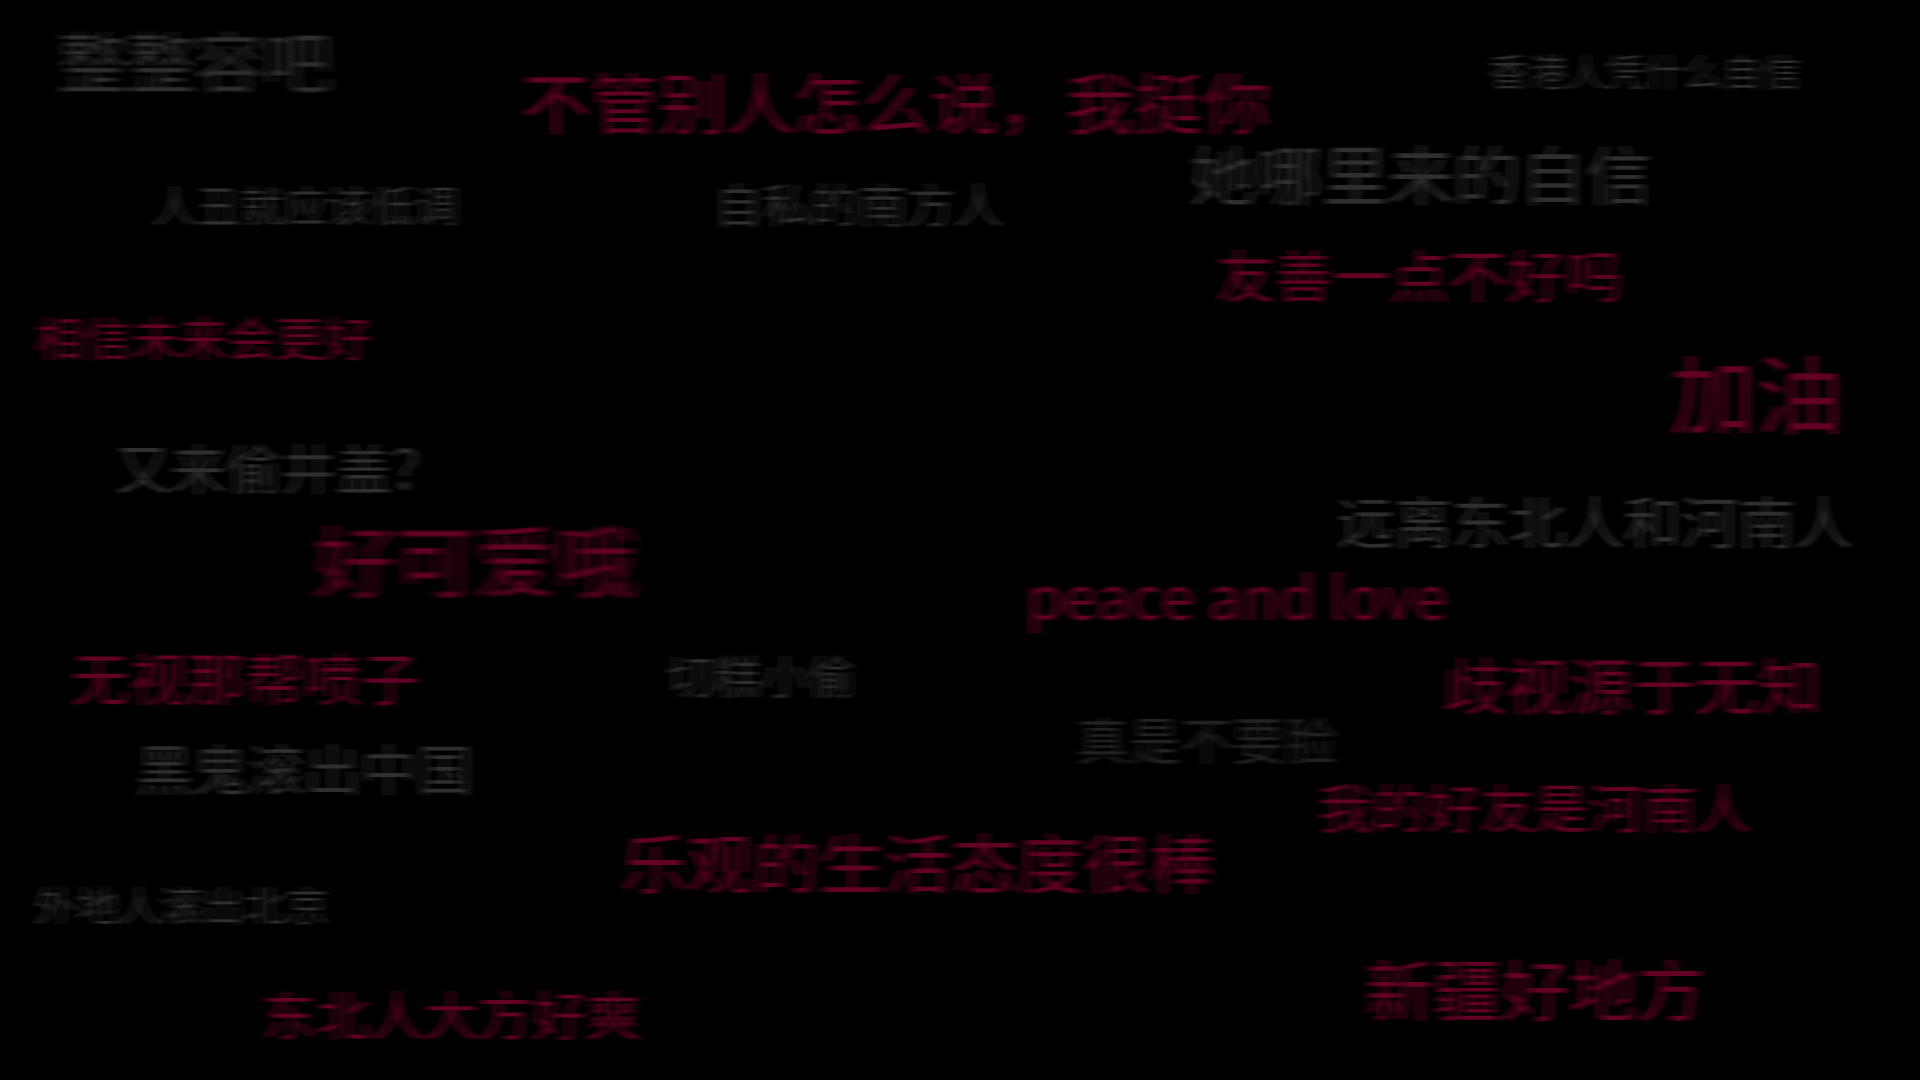 整整容吧
不管别人怎么说，我挺你
香港人凭什么自信
她哪里来的自信
人丑就应该低调
自私的南方人
友善一点不好吗
相信未来会更好
加油
又来偷井盖?
远离东北人和河南人
好可爱哦
peace and love
无视那帮喷子
切糕小偷
歧视源于无知
真是不要脸
黑鬼滚出中国
我的好友是河南人
乐观的生活态度很棒
外地人滚出北京
新疆好地方
东北人大方好爽